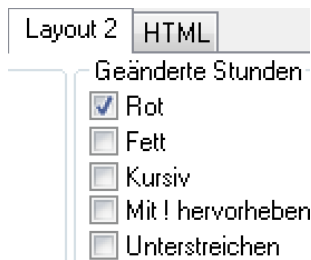 Layout 2 HTML
Geänderte Stunden
Rot
Fett
Kursiv
Mit ! hervorheben
Unterstreichen